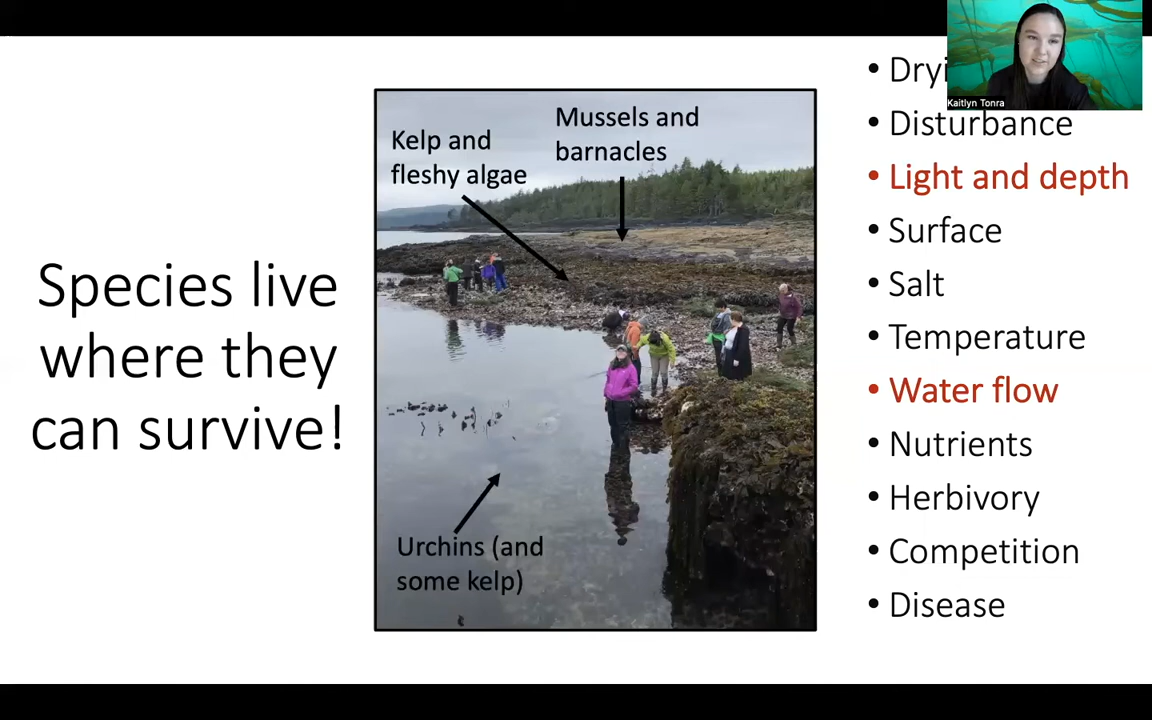 Species live
where they
can survive!
Kelp and
fleshy algae
Mussels and
barnacles
Urchins (and
some kelp)
Kaitlyn Tonra
• Disturbance
• Light and depth
• Surface
• Salt
• Temperature
• Water flow
• Nutrients
• Herbivory
• Competition
• Disease